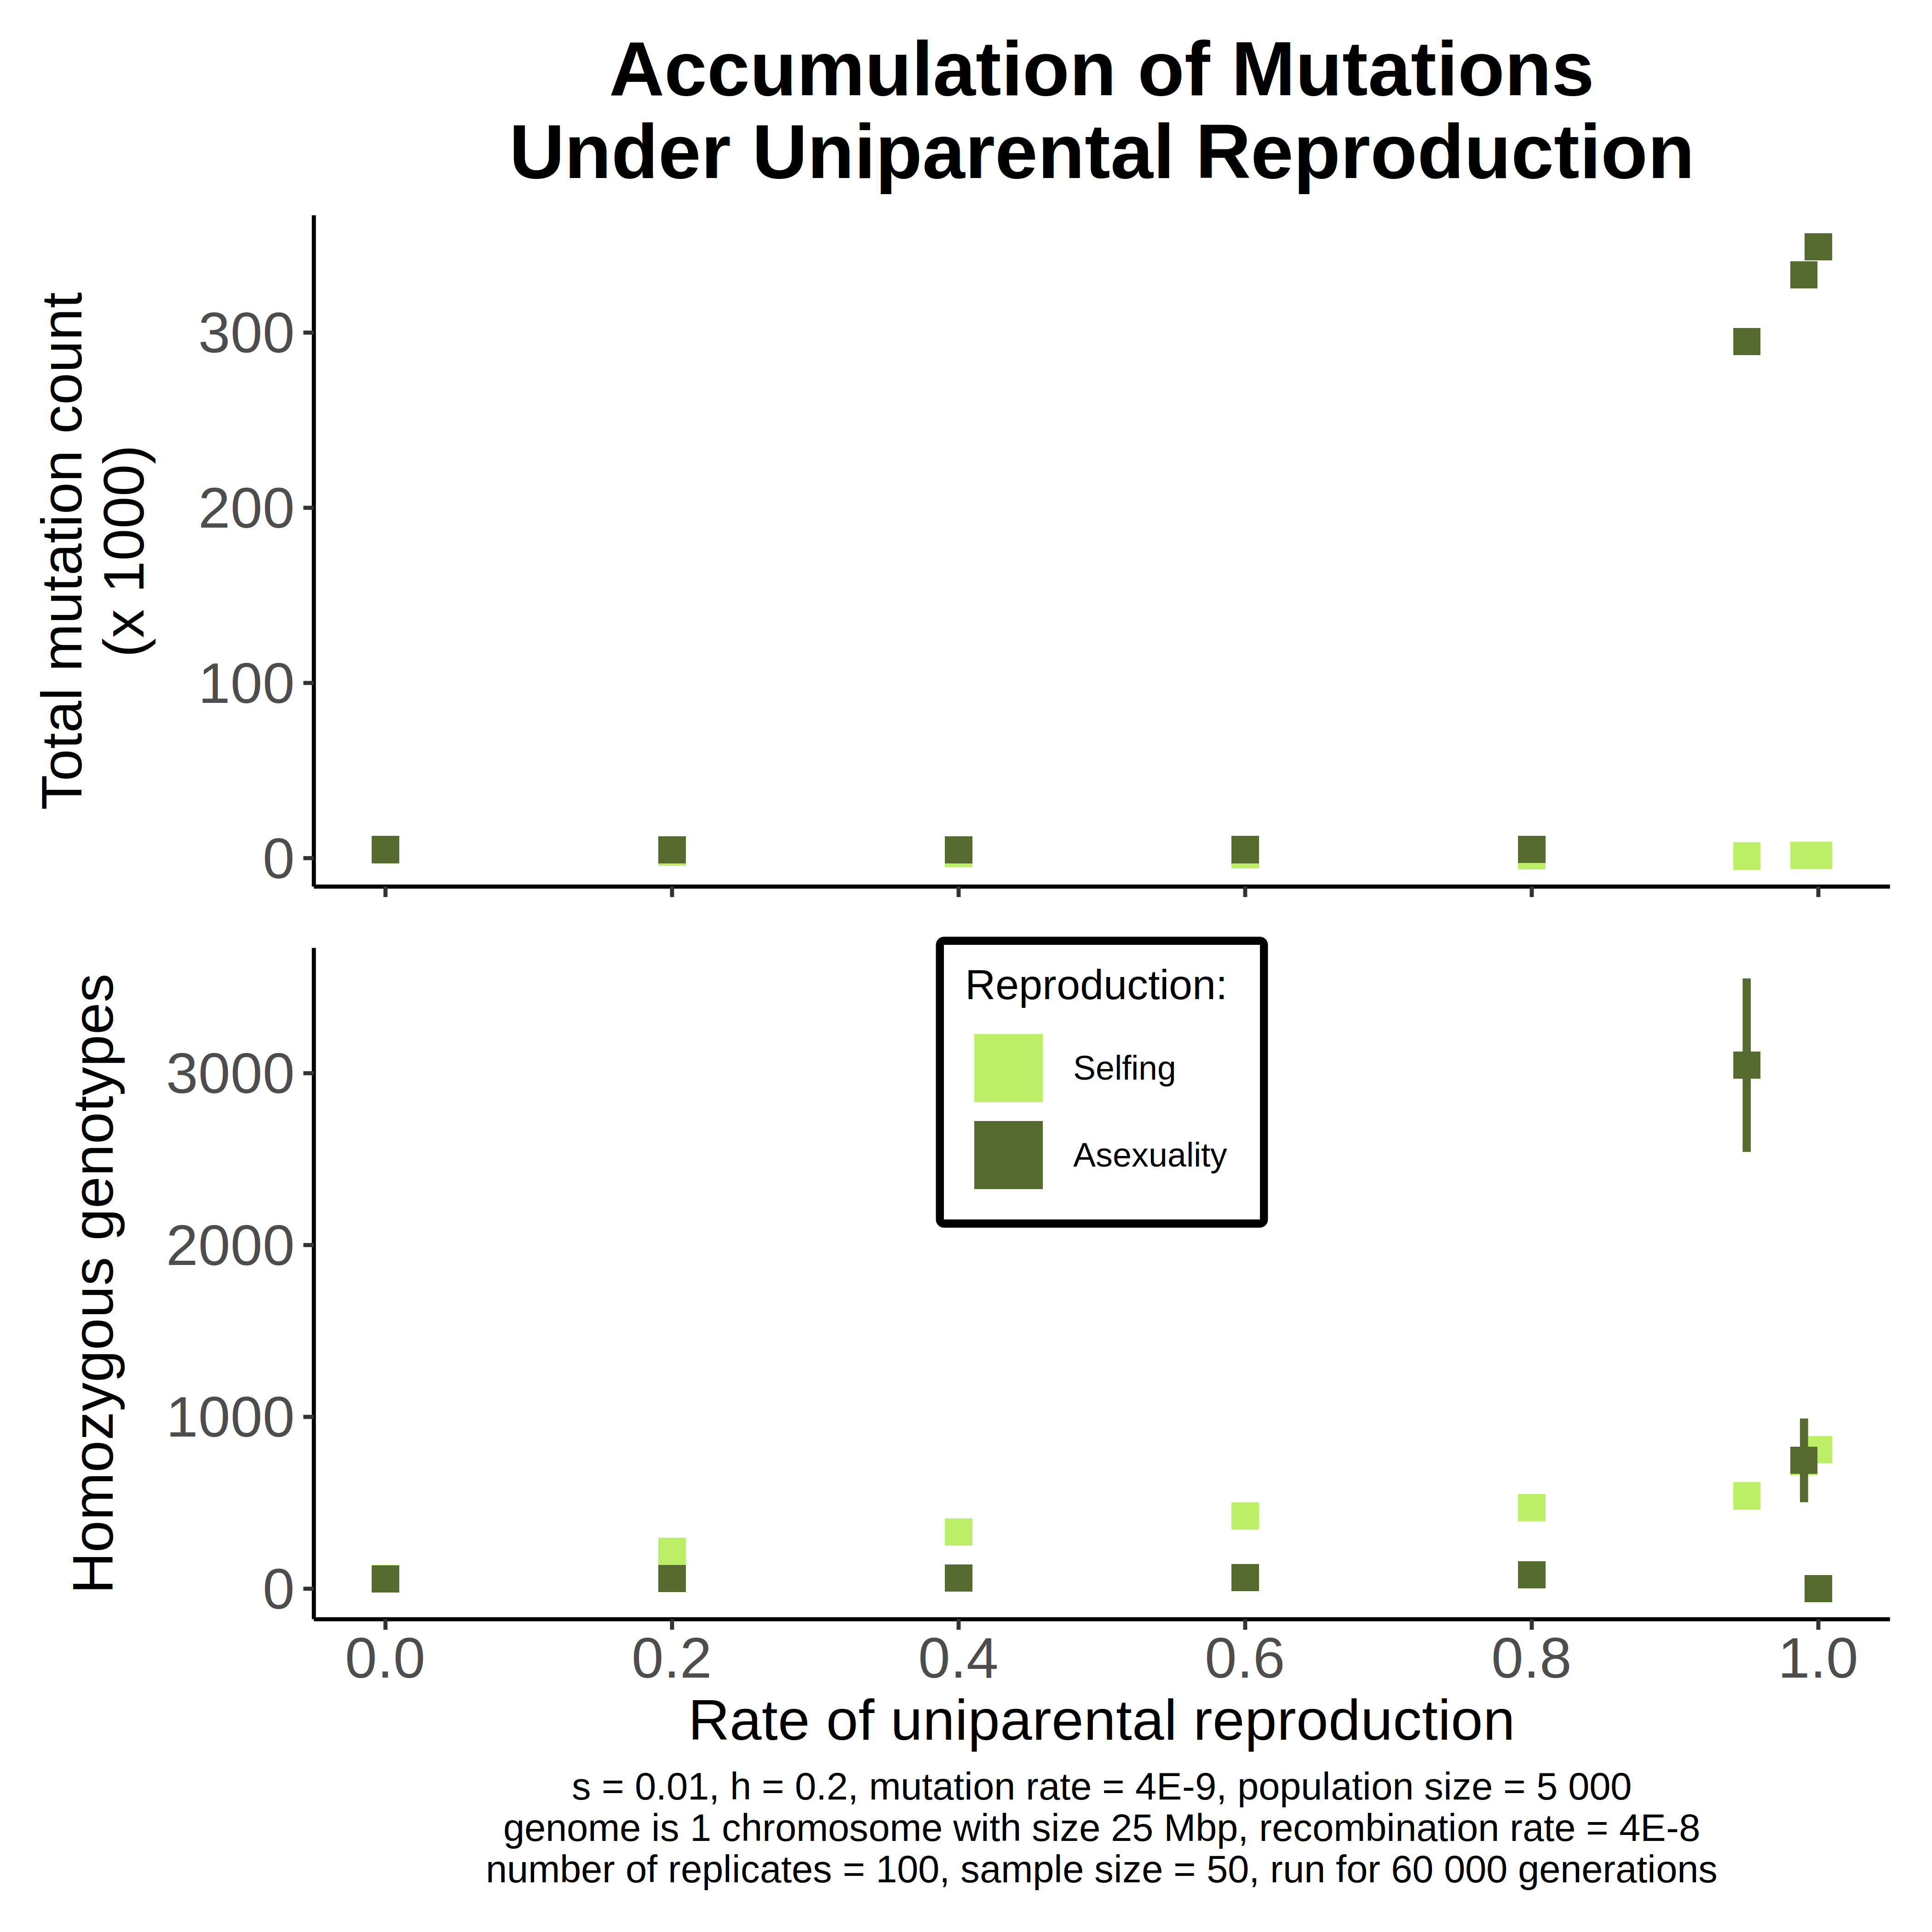 Accumulation of Mutations
Under Uniparental Reproduction
Total mutation count
(x 1000)
300
200
100
0
Homozygous genotypes
3000
2000
1000
0
Reproduction:
Selfing
Asexuality
0.0 0.2 0.4 0.6 0.8 1.0
Rate of uniparental reproduction
s = 0.01, h = 0.2, mutation rate = 4E-9, population size = 5 000
genome is 1 chromosome with size 25 Mbp, recombination rate = 4E-8
number of replicates = 100, sample size = 50, run for 60 000 generations